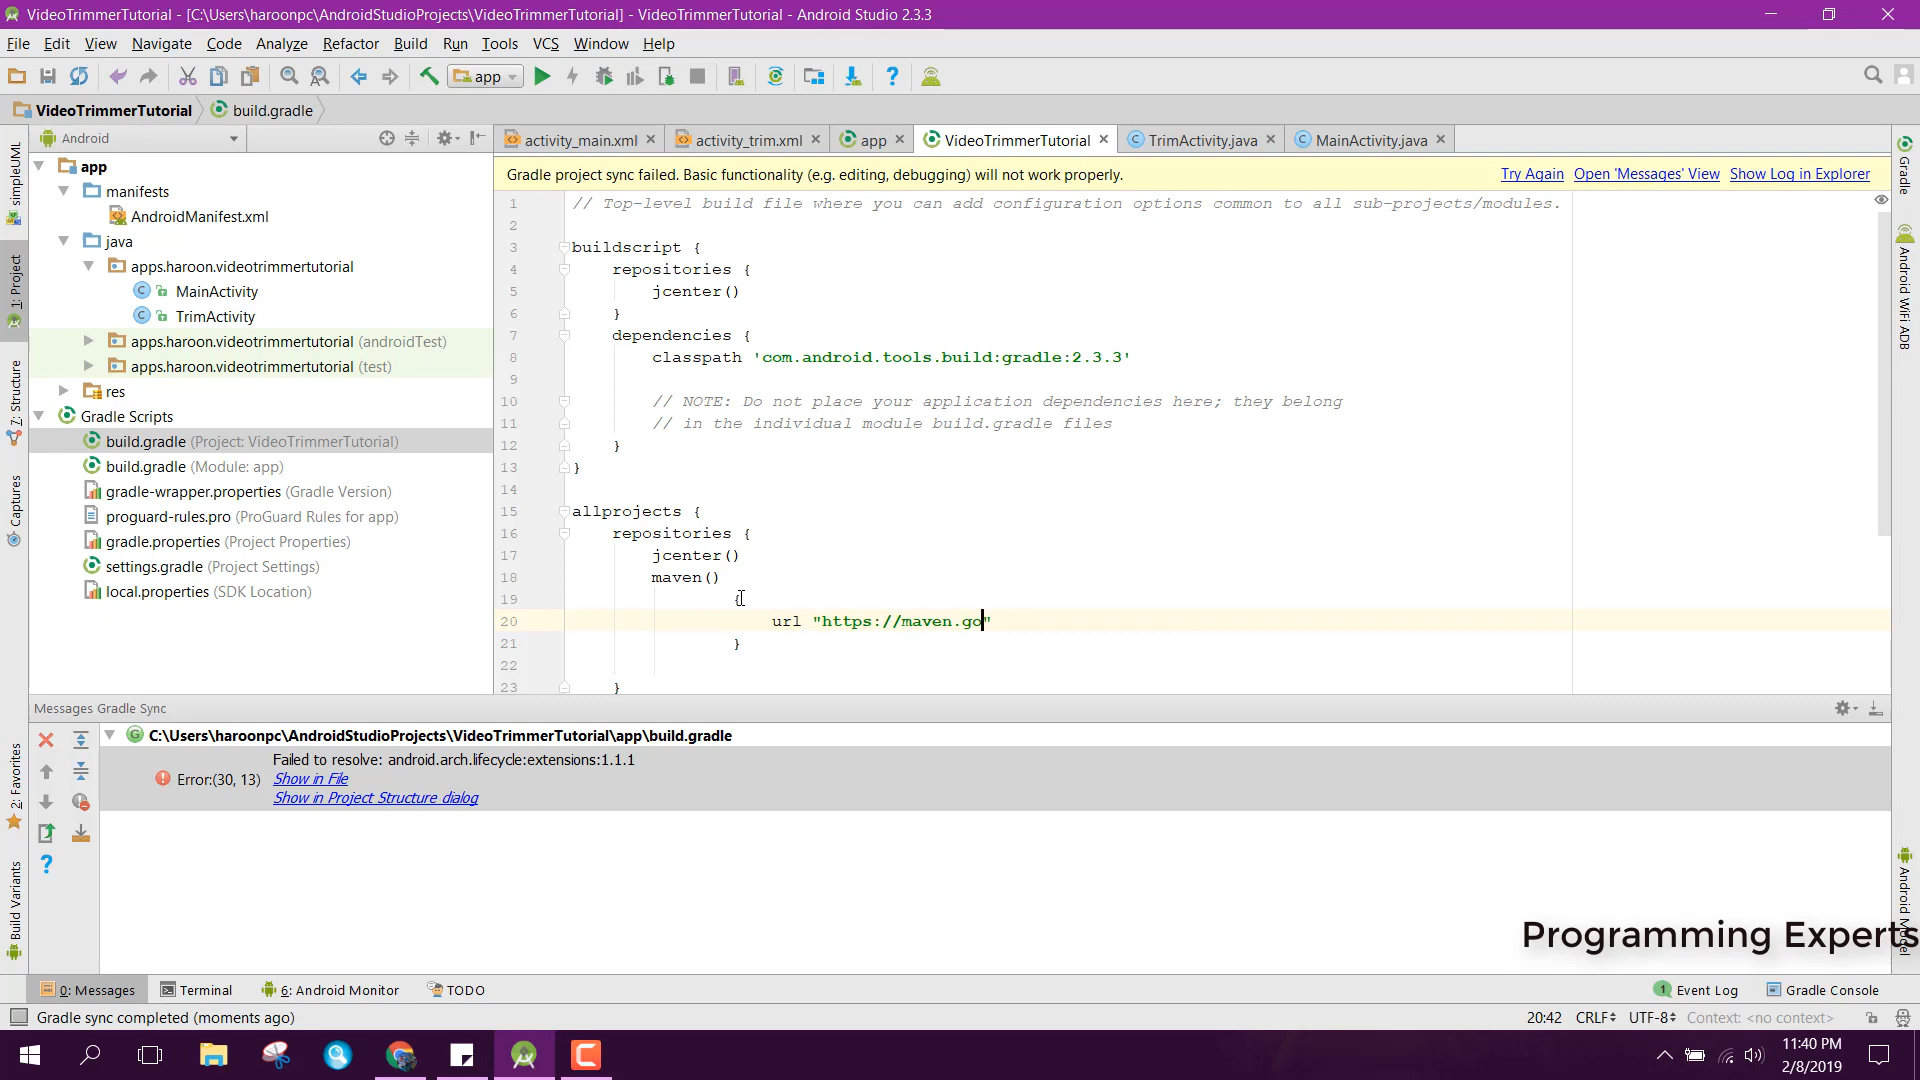 VideoTrimmerTutorial - [C:\Users\haroonpc\AndroidStudioProjects\VideoTrimmerTutorial] - VideoTrimmerTutorial - Android Studio 2.3.3
File Edit View Navigate Code Analyze Refactor Build Run Tools VCS Window Help
app
VideoTrimmerTutorial build.gradle
Android
activity_main.xml activity_trim.xml app VideoTrimmerTutorial TrimActivity.java MainActivity.java
Gradle project sync failed. Basic functionality (e.g. editing, debugging) will not work properly. Try Again Open 'Messages' View Show Log in Explorer
app
manifests
AndroidManifest.xml
java
apps.haroon.videotrimmertutorial
MainActivity
TrimActivity
apps.haroon.videotrimmertutorial (androidTest)
apps.haroon.videotrimmertutorial (test)
res
Gradle Scripts
build.gradle (Project: VideoTrimmerTutorial)
build.gradle (Module: app)
gradle-wrapper.properties (Gradle Version)
proguard-rules.pro (ProGuard Rules for app)
gradle.properties (Project Properties)
settings.gradle (Project Settings)
local.properties (SDK Location)
1 // Top-level build file where you can add configuration options common to all sub-projects/modules.
2
3 buildscript {
4 repositories {
5 jcenter()
6 }
7 dependencies {
8 classpath 'com.android.tools.build:gradle:2.3.3'
9
10 // NOTE: Do not place your application dependencies here; they belong
11 // in the individual module build.gradle files
12 }
13 }
14
15 allprojects {
16 repositories {
17 jcenter()
18 maven()
19 {
20 url "https://maven.go"
21 }
22
23 }
simpleUML
1: Project
7: Structure
Captures
2: Favorites
Build Variants
Gradle
Android WiFi ADB
Android Model
Messages Gradle Sync
C:\Users\haroonpc\AndroidStudioProjects\VideoTrimmerTutorial\app\build.gradle
Error:(30, 13) Failed to resolve: android.arch.lifecycle:extensions:1.1.1
Show in File
Show in Project Structure dialog
Programming Experts
0: Messages Terminal 6: Android Monitor TODO 1 Event Log Gradle Console
Gradle sync completed (moments ago) 20:42 CRLF UTF-8 Context: <no context>
11:40 PM
2/8/2019